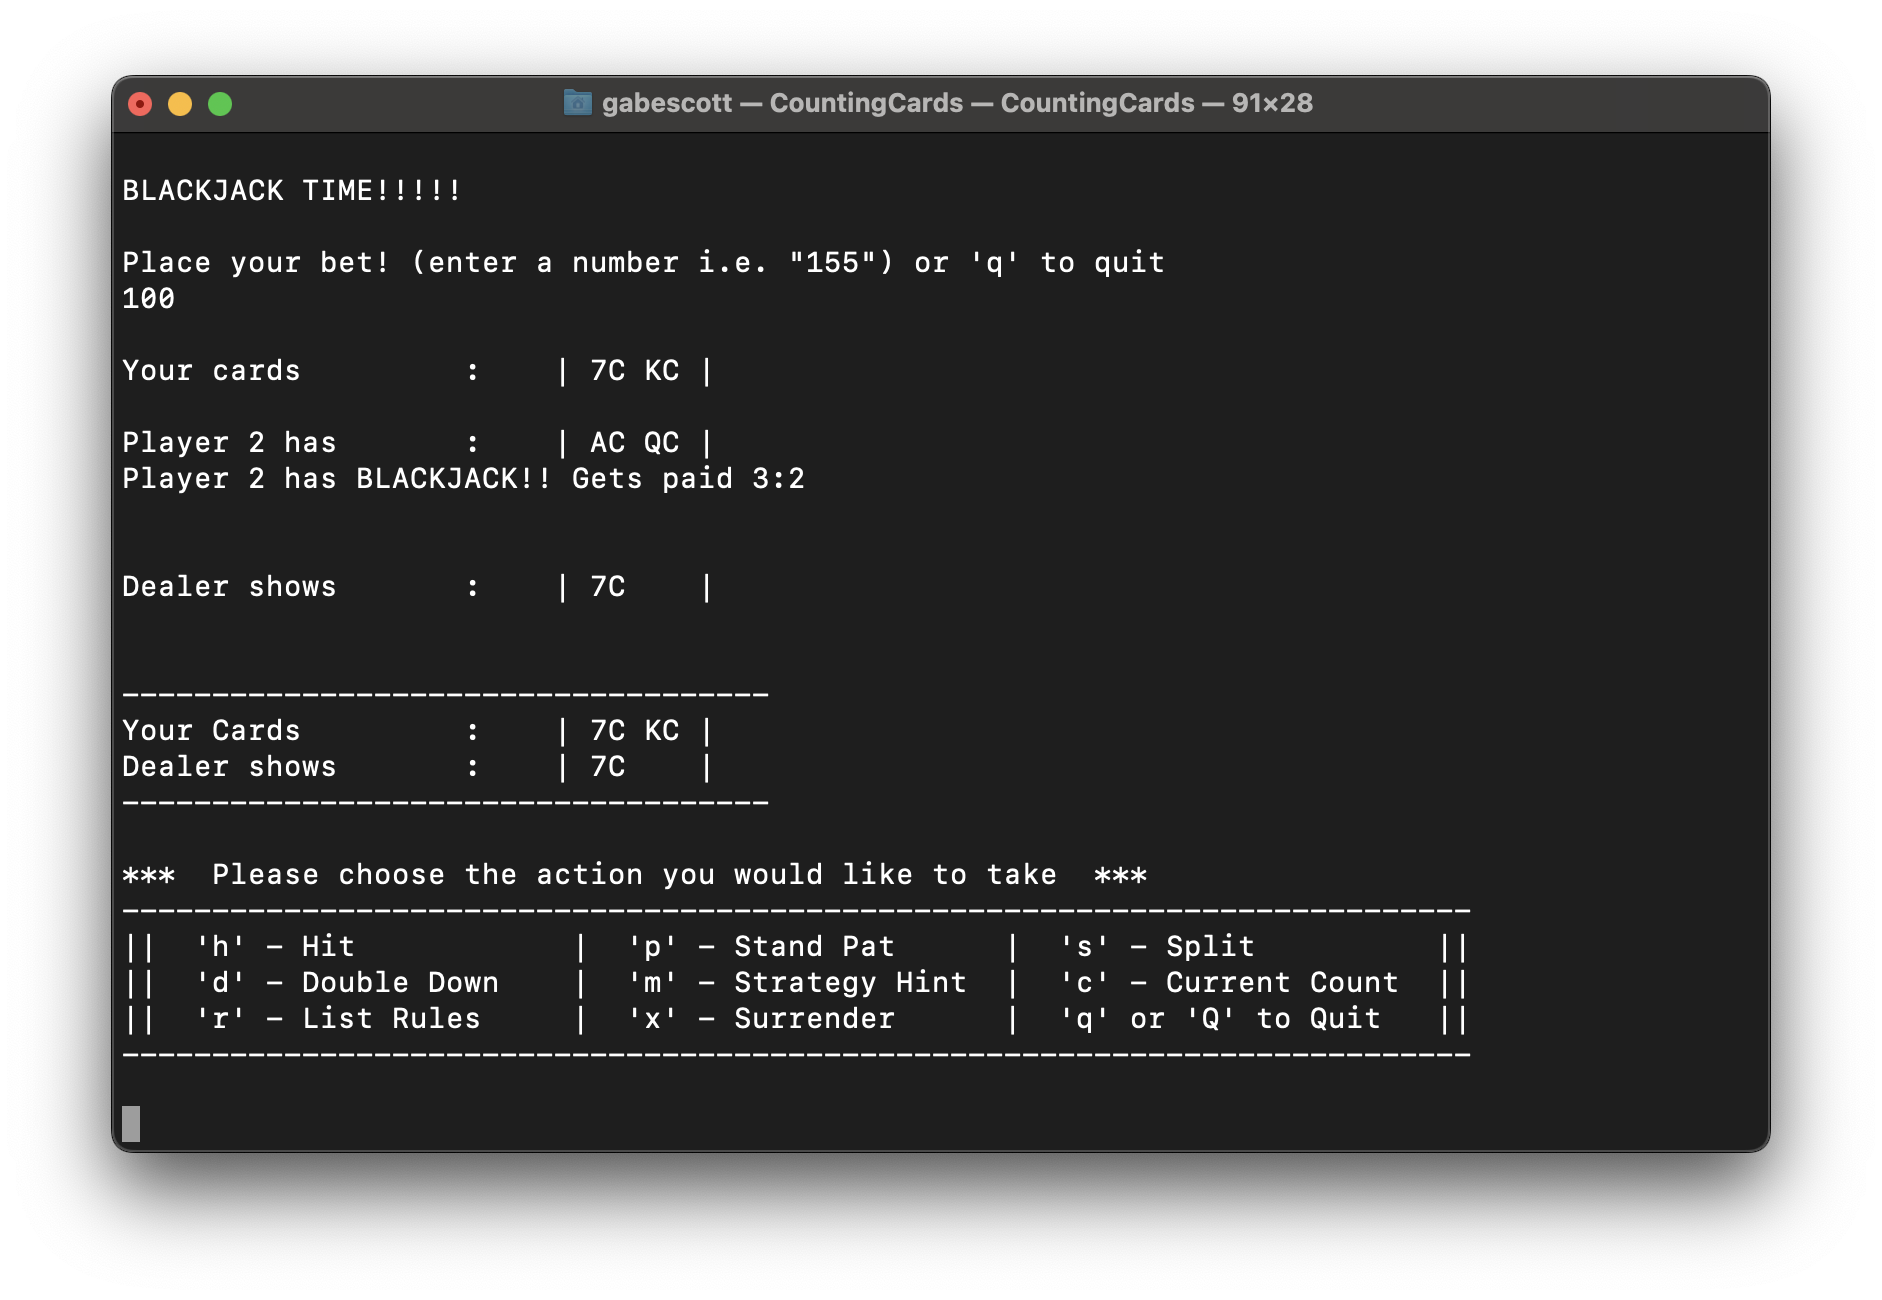 gabescott — CountingCards — CountingCards — 91×28
BLACKJACK TIME!!!!!
Place your bet! (enter a number i.e. "155") or 'q' to quit
100
Your cards         :    | 7C KC |
Player 2 has       :    | AC QC |
Player 2 has BLACKJACK!! Gets paid 3:2
Dealer shows       :    | 7C    |
------------------------------------
Your Cards         :    | 7C KC |
Dealer shows       :    | 7C    |
------------------------------------
***  Please choose the action you would like to take  ***
---------------------------------------------------------------------------
||  'h' - Hit            |  'p' - Stand Pat      |  's' - Split          ||
||  'd' - Double Down    |  'm' - Strategy Hint  |  'c' - Current Count  ||
||  'r' - List Rules     |  'x' - Surrender      |  'q' or 'Q' to Quit   ||
---------------------------------------------------------------------------